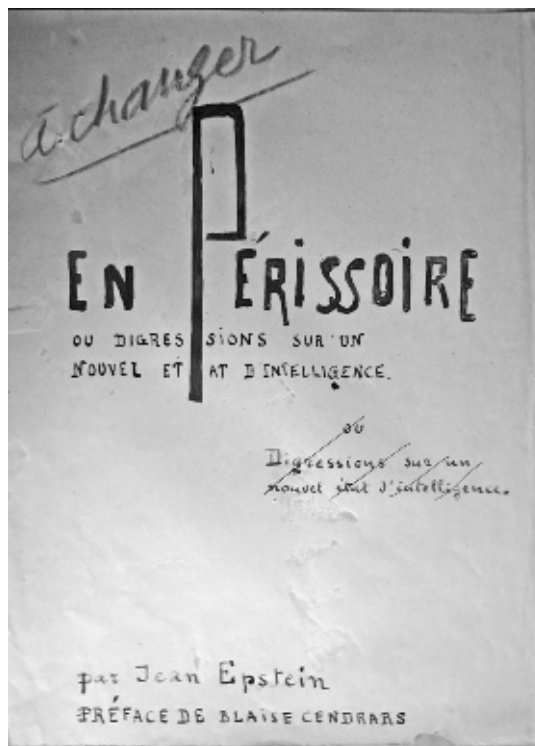 à changer
EN PÉRISSOIRE
OU DIGRESSIONS SUR UN
NOUVEL ETAT D'INTELLIGENCE.
ou
Digressions sur un
nouvel état d'intelligence.
par Jean Epstein
PRÉFACE DE BLAISE CENDRARS